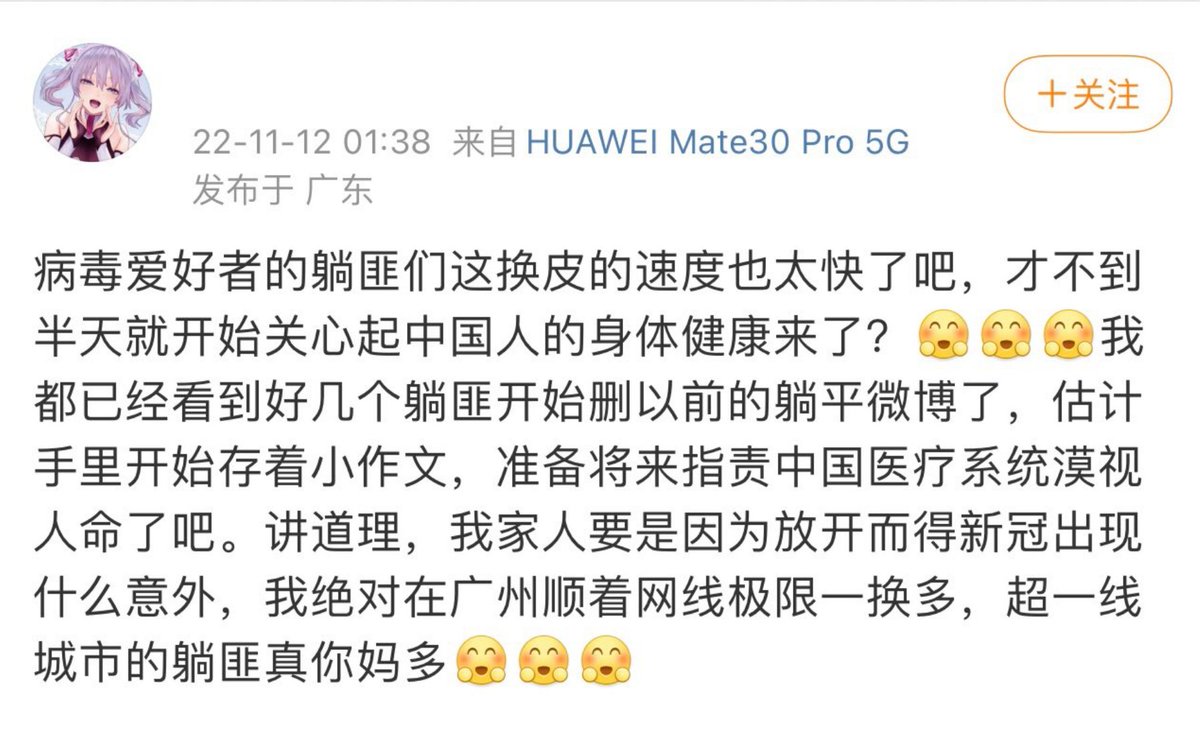 +关注
22-11-12 01:38 来自 HUAWEI Mate30 Pro 5G
发布于 广东
病毒爱好者的躺匪们这换皮的速度也太快了吧，才不到
半天就开始关心起中国人的身体健康来了？🤗🤗🤗我
都已经看到好几个躺匪开始删以前的躺平微博了，估计
手里开始存着小作文，准备将来指责中国医疗系统漠视
人命了吧。讲道理，我家人要是因为放开而得新冠出现
什么意外，我绝对在广州顺着网线极限一换多，超一线
城市的躺匪真你妈多🤗🤗🤗